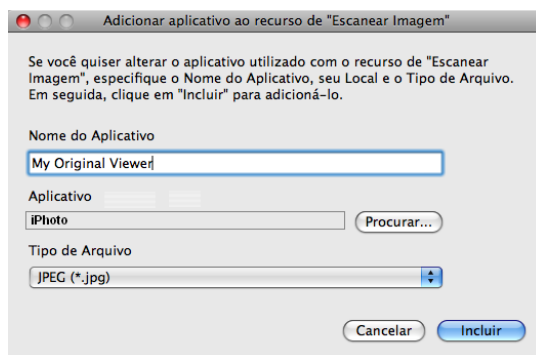 Adicionar aplicativo ao recurso de "Escanear Imagem"
Se você quiser alterar o aplicativo utilizado com o recurso de "Escanear
Imagem", especifique o Nome do Aplicativo, seu Local e o Tipo de Arquivo.
Em seguida, clique em "Incluir" para adicioná-lo.
Nome do Aplicativo
My Original Viewer
Aplicativo
iPhoto
Procurar...
Tipo de Arquivo
JPEG (*.jpg)
Cancelar
Incluir